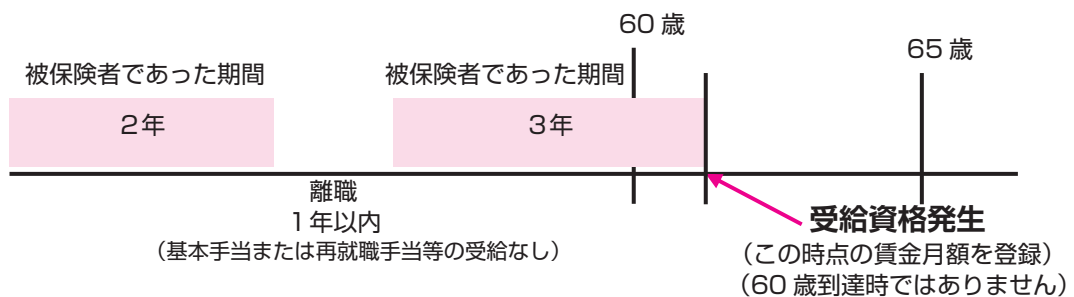 60 歳
65 歳
被保険者であった期間
被保険者であった期間
2年
3年
離職
1年以内
（基本手当または再就職手当等の受給なし）
受給資格発生
（この時点の賃金月額を登録）
（60 歳到達時ではありません）